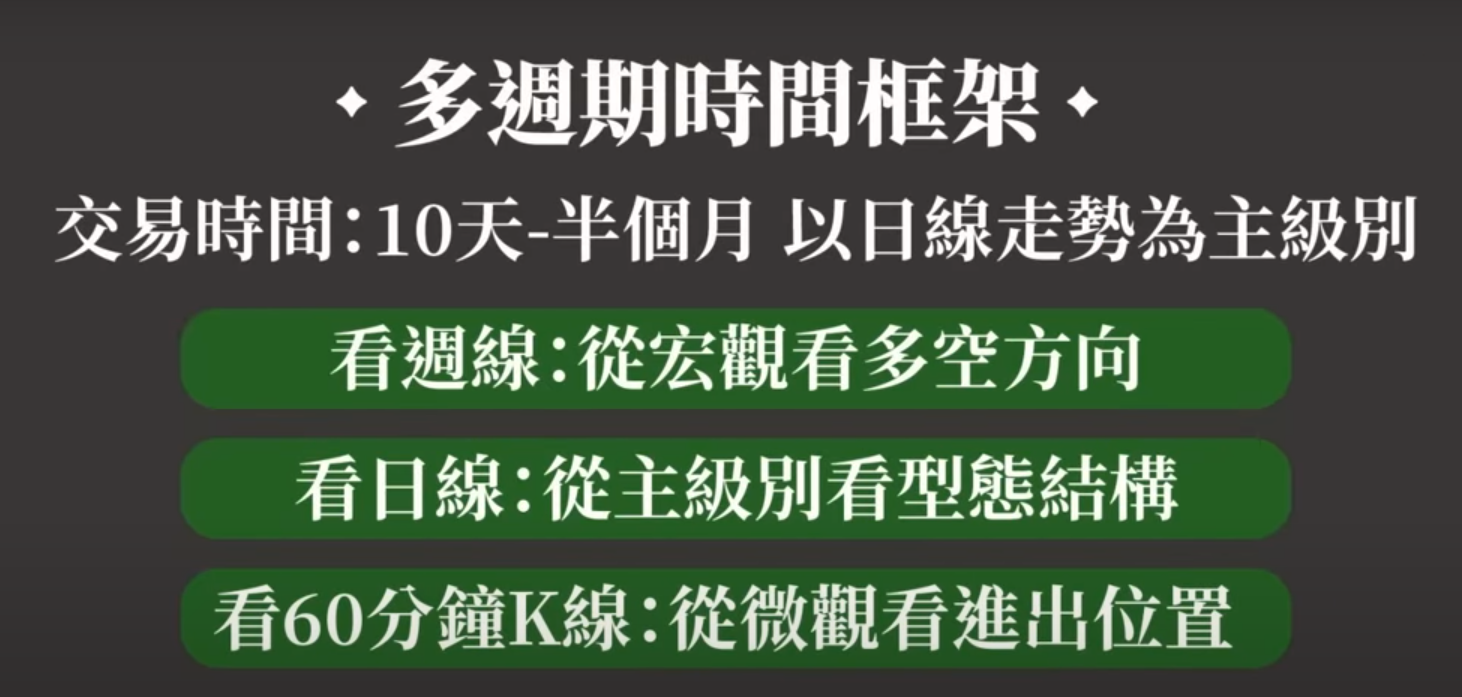 多週期時間框架
交易時間:10天-半個月 以日線走勢為主級別
看週線:從宏觀看多空方向
看日線:從主級別看型態結構
看60分鐘K線:從微觀看進出位置